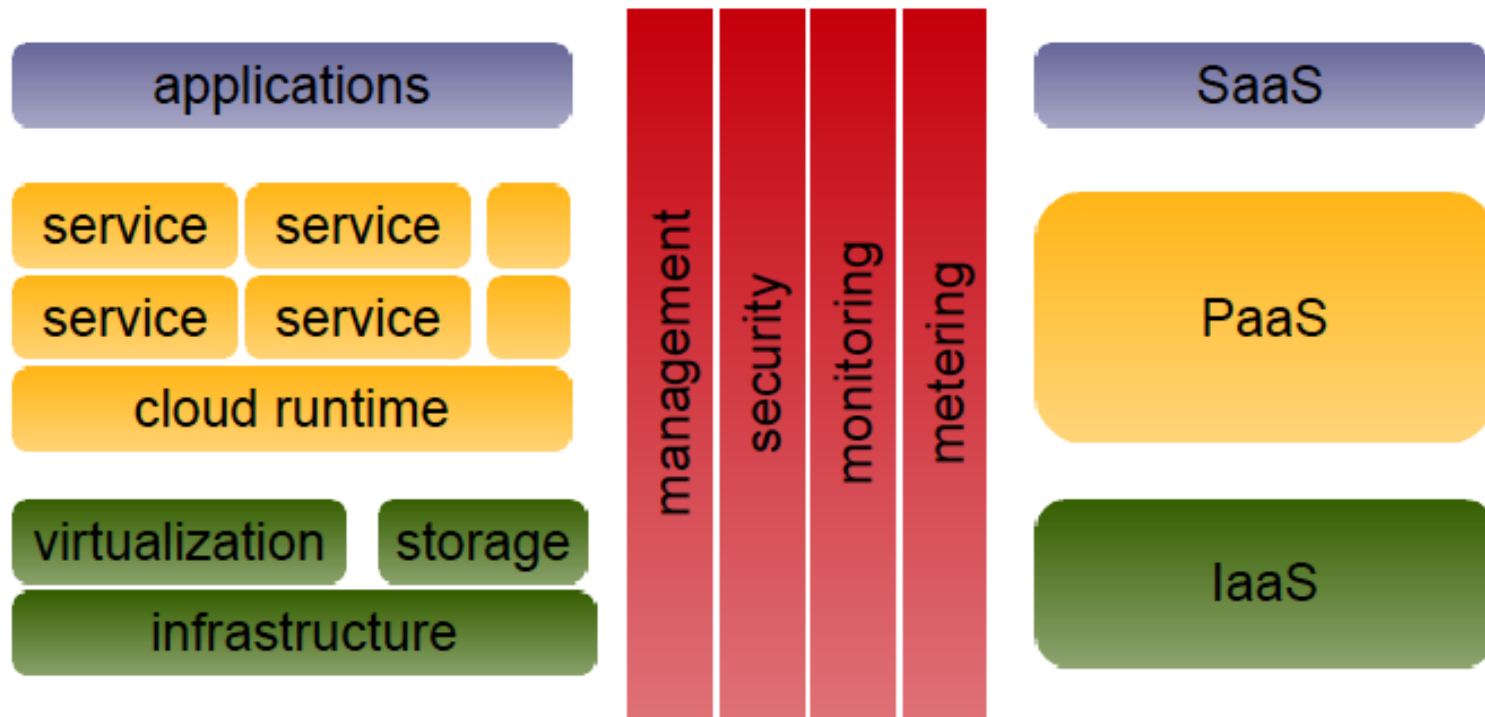 applications
service service
service service
cloud runtime
virtualization storage
infrastructure
management
security
monitoring
metering
SaaS
PaaS
IaaS